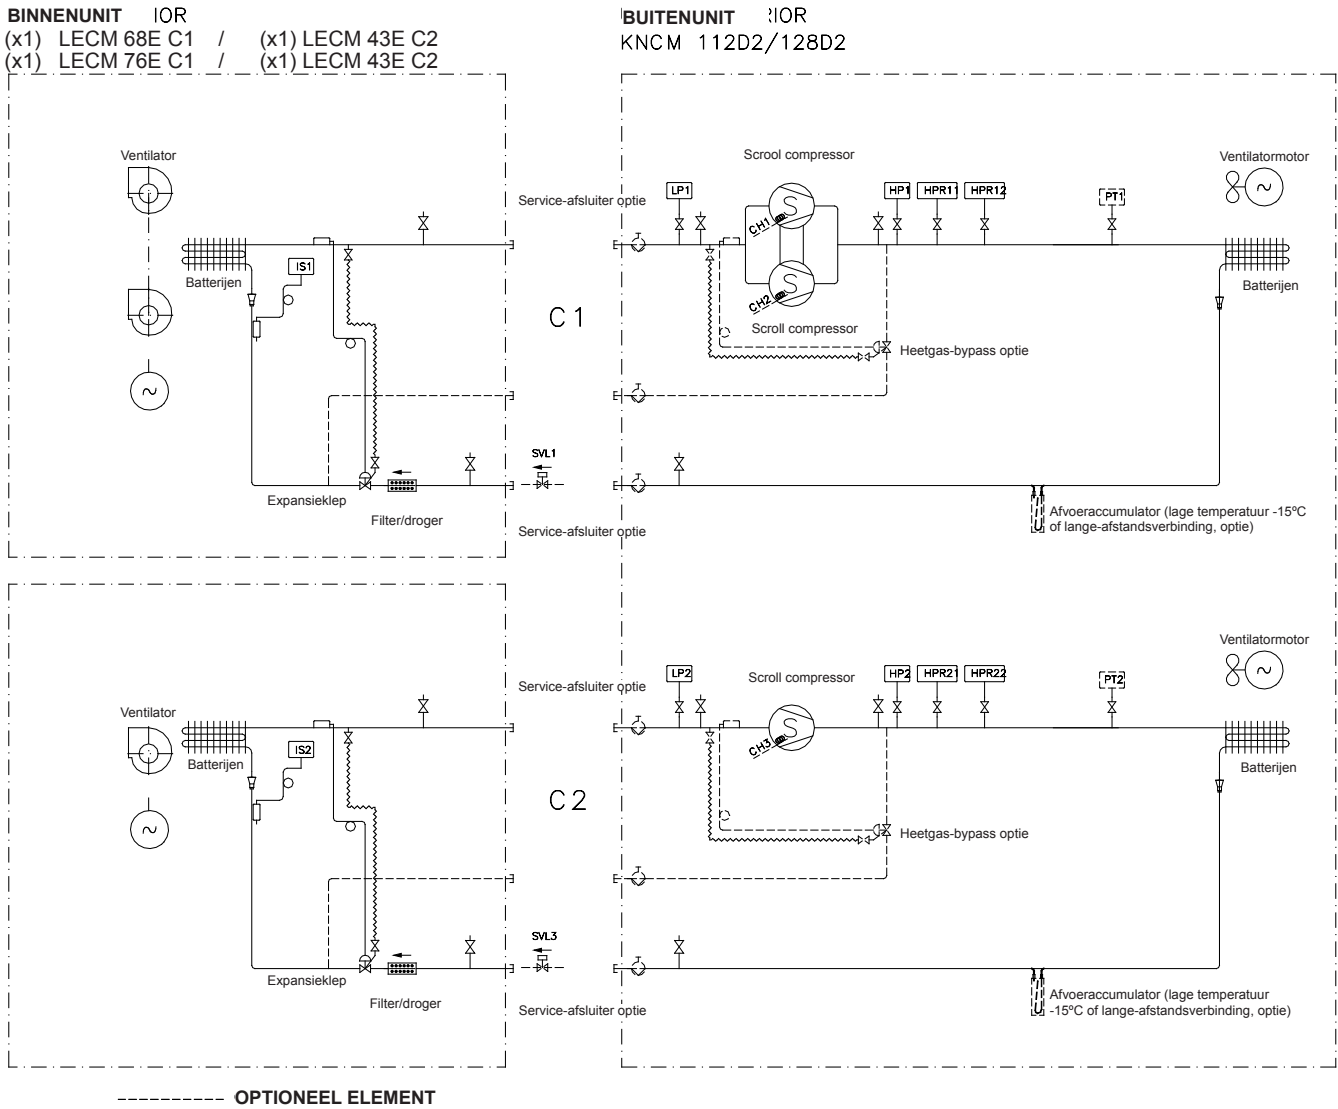 BINNENUNIT IOR
(x1) LECM 68E C1 / (x1) LECM 43E C2
(x1) LECM 76E C1 / (x1) LECM 43E C2
BUITENUNIT RIOR
KNCM 112D2/128D2
Ventilator
Scrool compressor
Ventilatormotor
Service-afsluiter optie
LP1
S
CH1
HP1
HPR11
HPR12
PT1
~
IS1
Batterijen
S
CH2
Batterijen
C1
Scroll compressor
Heetgas-bypass optie
~
SVL1
Expansieklep
Filter/droger
Service-afsluiter optie
Afvoeraccumulator (lage temperatuur -15ºC
of lange-afstandsverbinding, optie)
Ventilatormotor
Service-afsluiter optie
LP2
Scroll compressor
HP2
HPR21
HPR22
PT2
~
Ventilator
S
CH3
IS2
Batterijen
Batterijen
C2
~
Heetgas-bypass optie
SVL3
Expansieklep
Filter/droger
Service-afsluiter optie
Afvoeraccumulator (lage temperatuur
-15ºC of lange-afstandsverbinding, optie)
OPTIONEEL ELEMENT